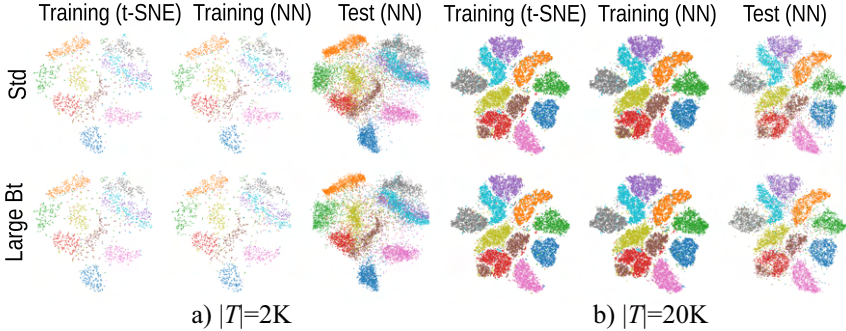 Training (t-SNE) Training (NN) Test (NN) Training (t-SNE) Training (NN) Test (NN)
Std
Large Bt
a) |T|=2K b) |T|=20K